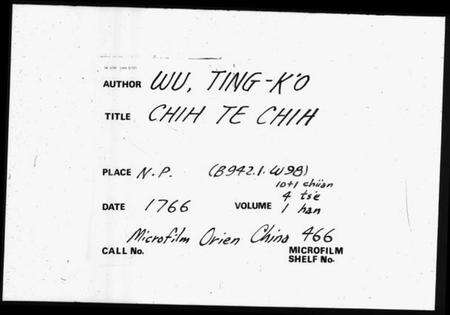 AUTHOR WU, TING-K'O
TITLE CHIH TE CHIH
PLACE N.P. (B942.1.W98)
10+1 chüan
4 ts'e
DATE 1766 VOLUME 1 han
Microfilm Orien China 466
CALL No. MICROFILM
SHELF No.